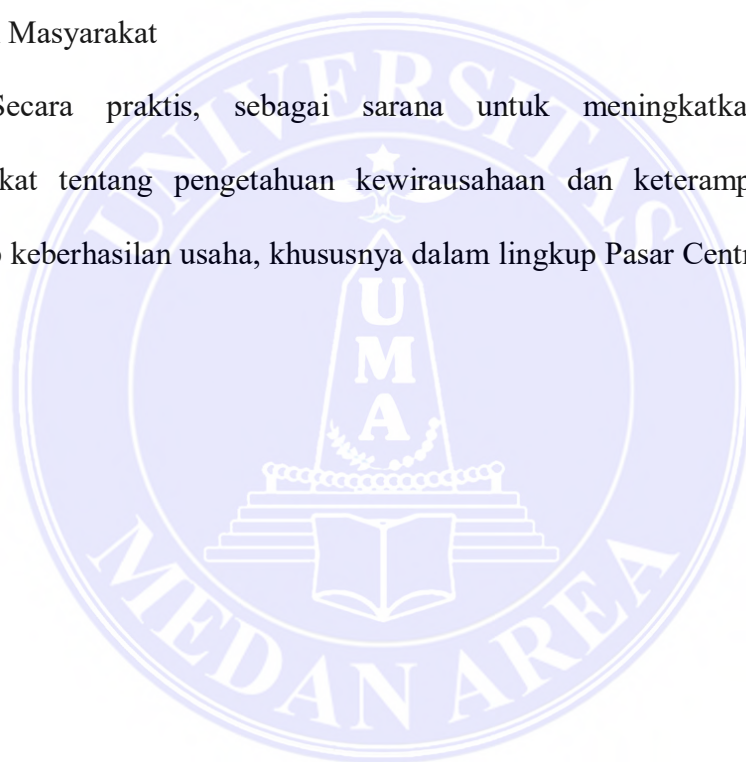 Masyarakat
Secara praktis, sebagai sarana untuk meningkatka
kat tentang pengetahuan kewirausahaan dan keteramp
keberhasilan usaha, khususnya dalam lingkup Pasar Centr
UNIVERSITAS
UMA
MEDAN AREA